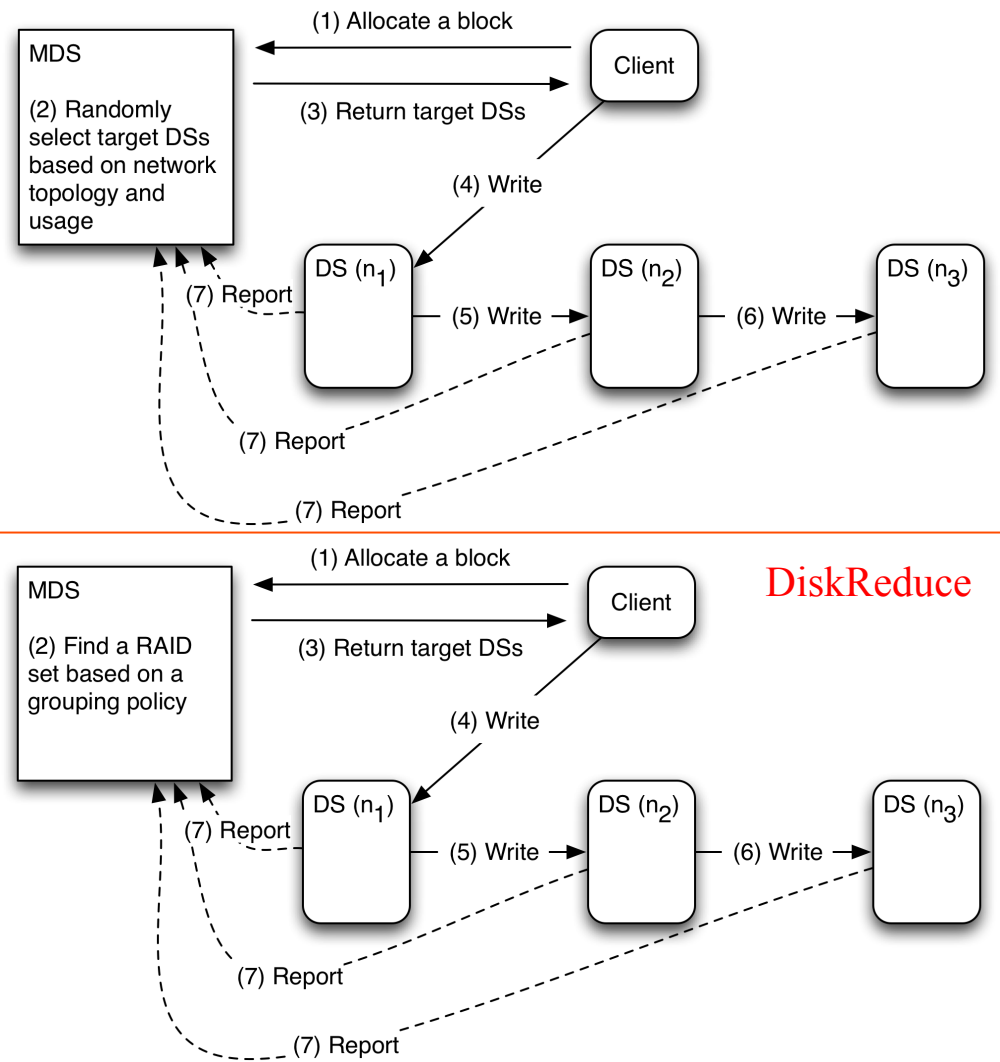 (1) Allocate a block
MDS
Client
(2) Randomly
select target DSs
based on network
topology and
usage
(3) Return target DSs
(4) Write
DS (n1)
DS (n2)
DS (n3)
(7) Report
(5) Write
(6) Write
(7) Report
(7) Report
(1) Allocate a block
DiskReduce
MDS
Client
(2) Find a RAID
set based on a
grouping policy
(3) Return target DSs
(4) Write
DS (n1)
DS (n2)
DS (n3)
(7) Report
(5) Write
(6) Write
(7) Report
(7) Report